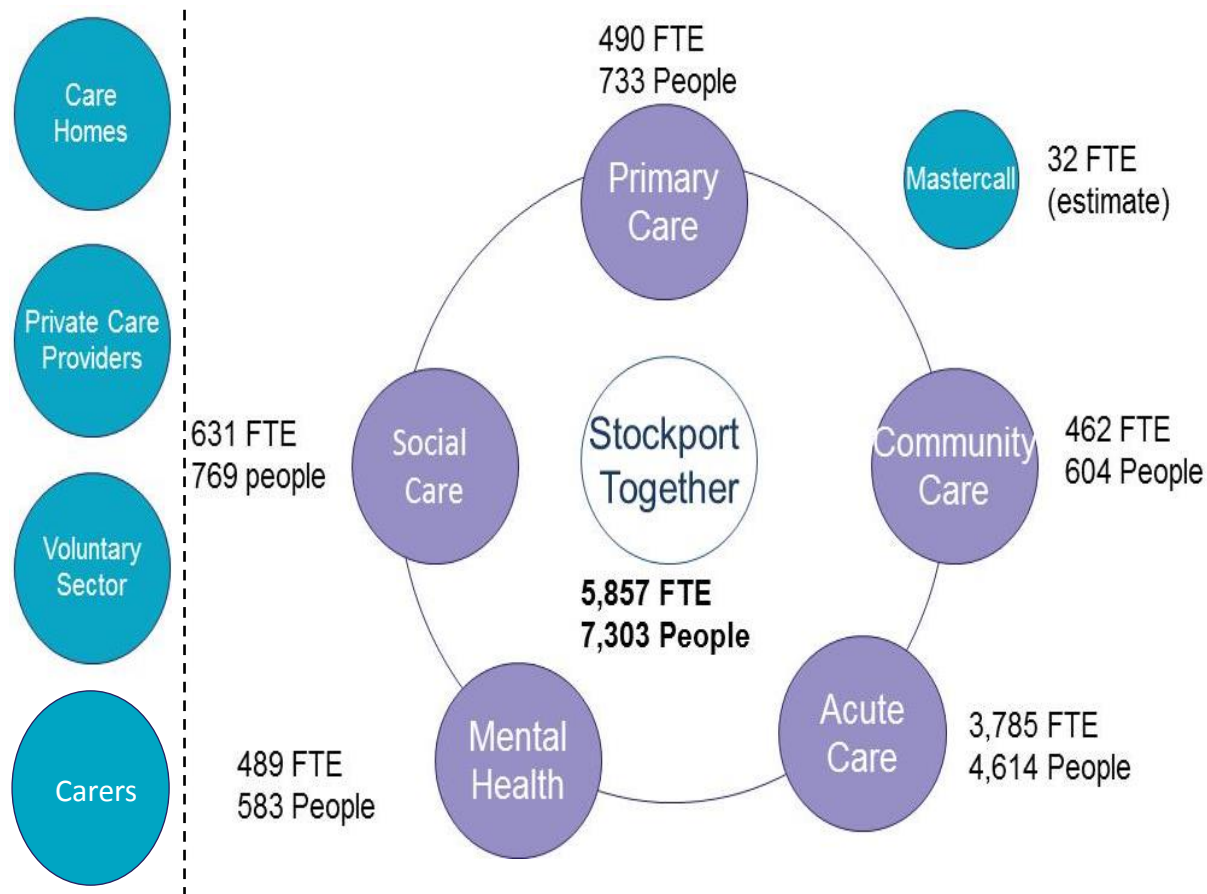 Care
Homes
Private Care
Providers
Voluntary
Sector
Carers
490 FTE
733 People
Primary
Care
Mastercall
32 FTE
(estimate)
631 FTE
769 people
Social
Care
Stockport
Together
5,857 FTE
7,303 People
Community
Care
462 FTE
604 People
489 FTE
583 People
Mental
Health
Acute
Care
3,785 FTE
4,614 People